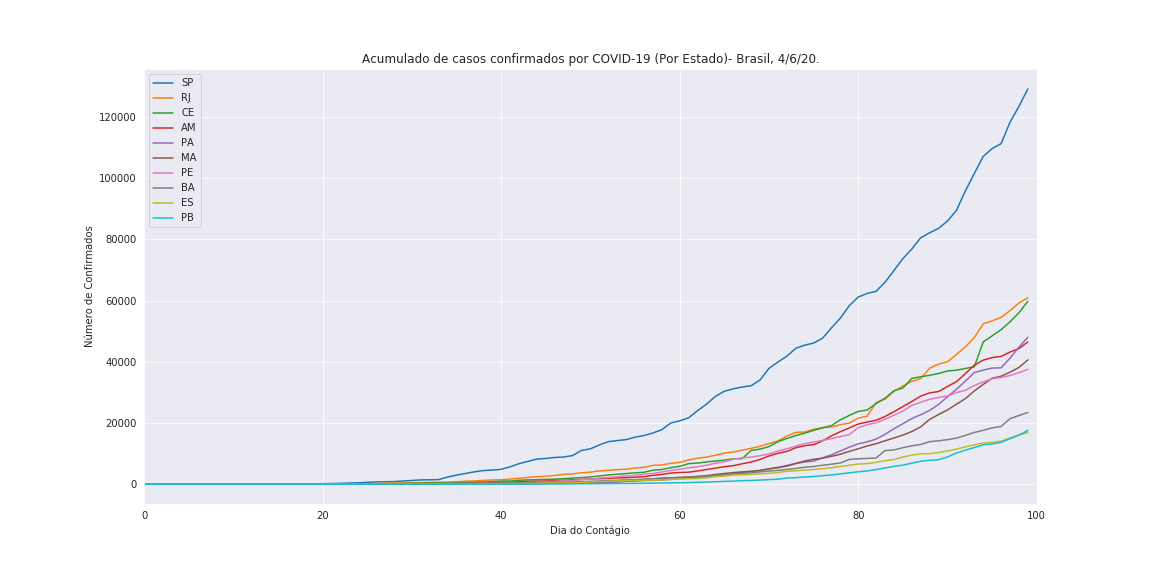 Acumulado de casos confirmados por COVID-19 (Por Estado)- Brasil, 4/6/20.
SP
RJ
CE
AM
PA
MA
PE
BA
ES
PB
Número de Confirmados
120000
100000
80000
60000
40000
20000
0
0 20 40 60 80 100
Dia do Contágio